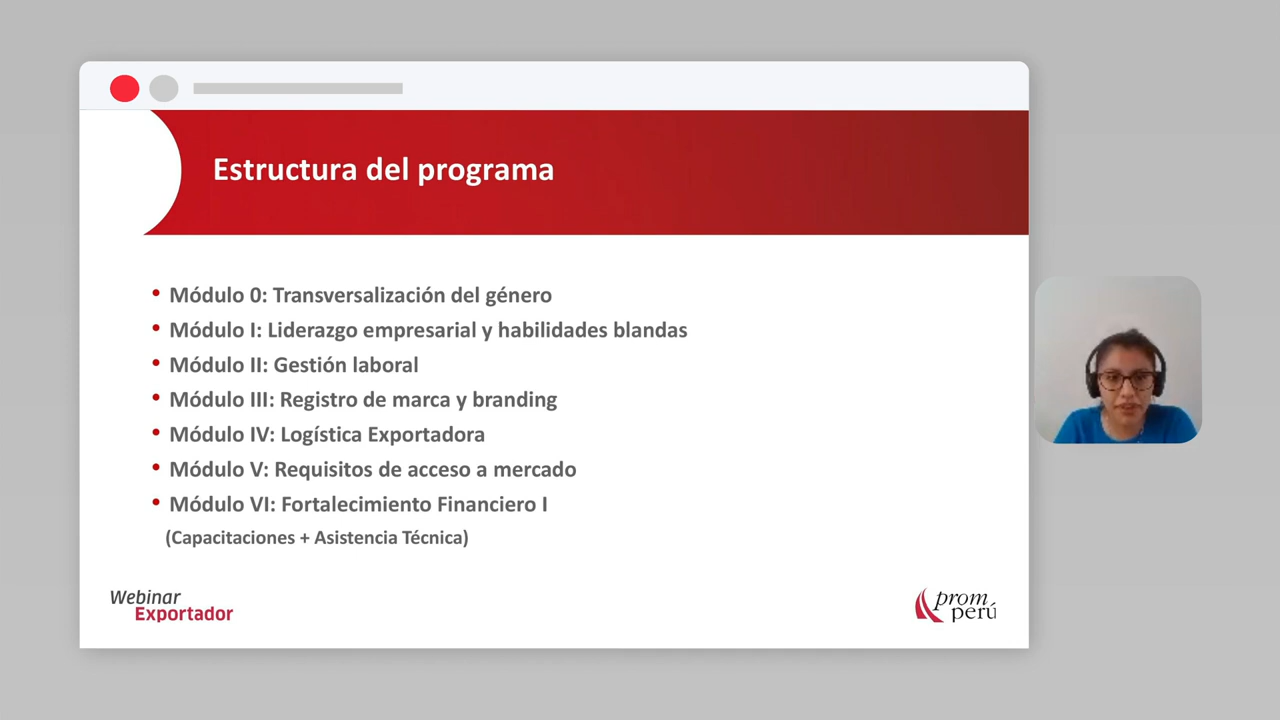 Estructura del programa
• Módulo 0: Transversalización del género
• Módulo I: Liderazgo empresarial y habilidades blandas
• Módulo II: Gestión laboral
• Módulo III: Registro de marca y branding
• Módulo IV: Logística Exportadora
• Módulo V: Requisitos de acceso a mercado
• Módulo VI: Fortalecimiento Financiero I
(Capacitaciones + Asistencia Técnica)
Webinar
Exportador
prom
perú